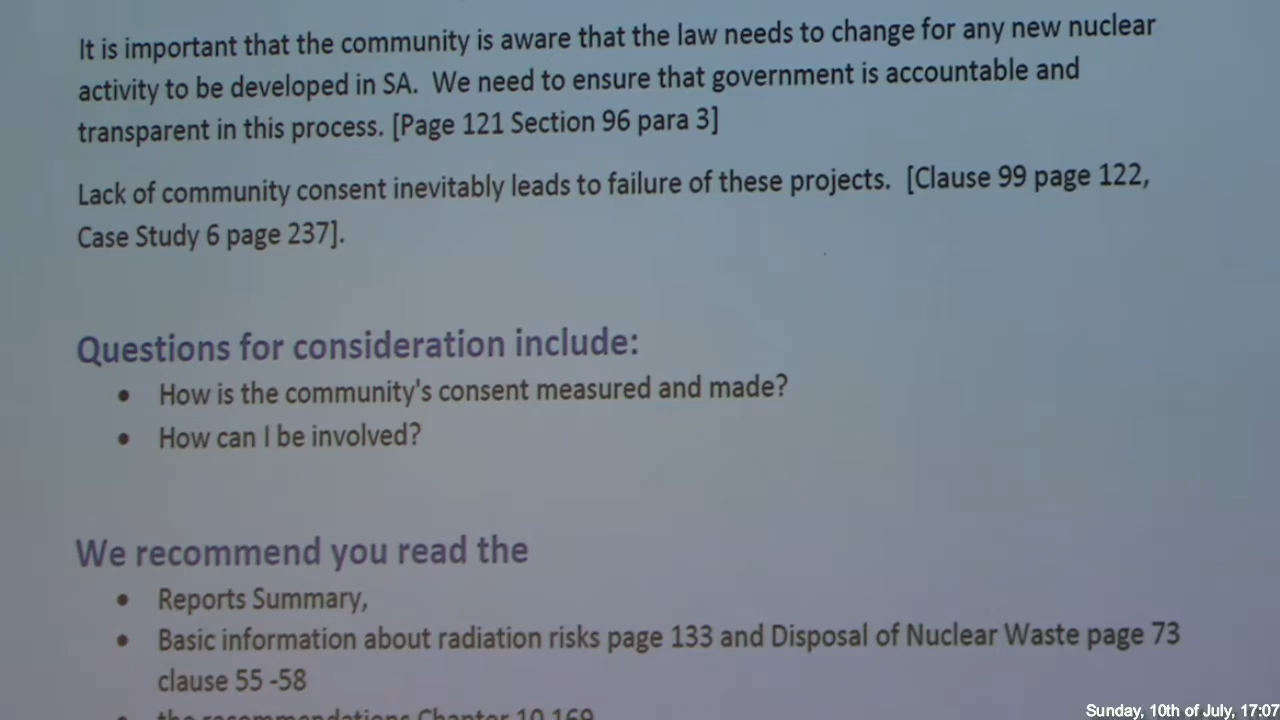 It is important that the community is aware that the law needs to change for any new nuclear
activity to be developed in SA.  We need to ensure that government is accountable and
transparent in this process. [Page 121 Section 96 para 3]
Lack of community consent inevitably leads to failure of these projects.  [Clause 99 page 122,
Case Study 6 page 237].
Questions for consideration include:
• How is the community's consent measured and made?
• How can I be involved?
We recommend you read the
• Reports Summary,
• Basic information about radiation risks page 133 and Disposal of Nuclear Waste page 73
clause 55 -58
• the recommendations Chapter 10 169
Sunday, 10th of July, 17:07